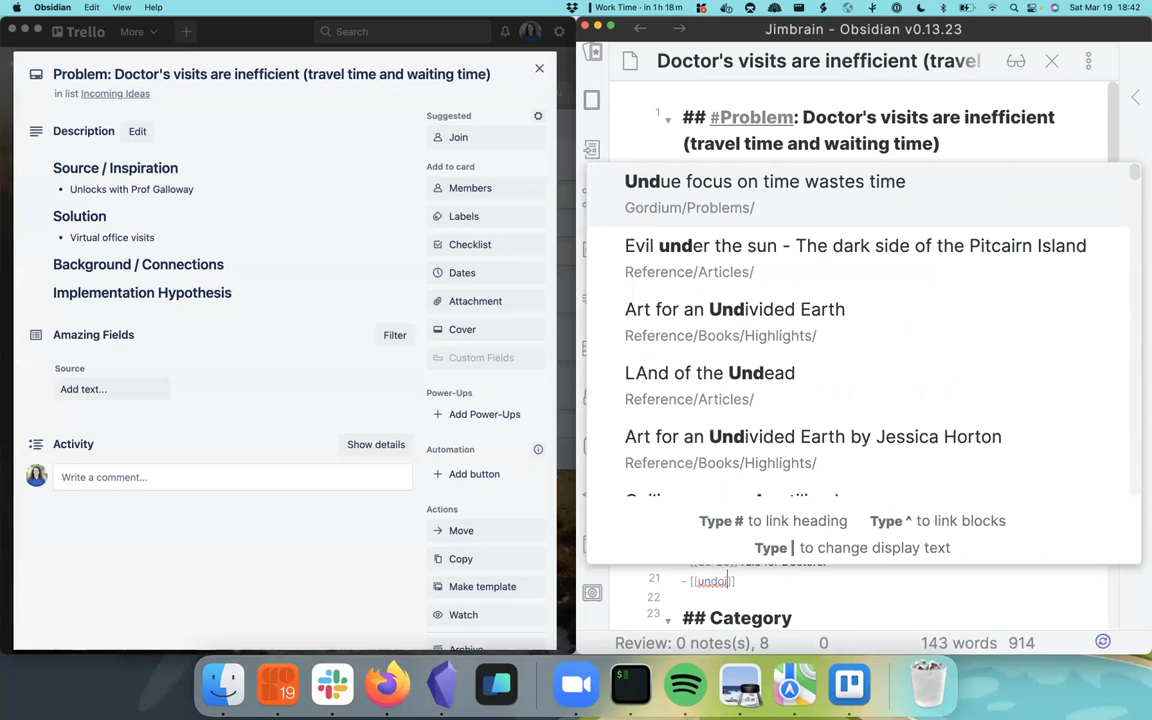 Obsidian Edit View Help
Work Time • in 1 h 18 m
Sat Mar 19 18:42
Trello More
Search
Problem: Doctor's visits are inefficient (travel time and waiting time)
in list Incoming Ideas
Description Edit
Source / Inspiration
• Unlocks with Prof Galloway
Solution
• Virtual office visits
Background / Connections
Implementation Hypothesis
Amazing Fields Filter
Source
Add text...
Activity Show details
Write a comment...
Suggested
Join
Add to card
Members
Labels
Checklist
Dates
Attachment
Cover
Custom Fields
Power-Ups
Add Power-Ups
Automation
Add button
Actions
Move
Copy
Make template
Watch
Archive
Jimbrain - Obsidian v0.13.23
Doctor's visits are inefficient (travel
1 ## #Problem: Doctor's visits are inefficient
(travel time and waiting time)
Undue focus on time wastes time
Gordium/Problems/
Evil under the sun - The dark side of the Pitcairn Island
Reference/Articles/
Art for an Undivided Earth
Reference/Books/Highlights/
LAnd of the Undead
Reference/Articles/
Art for an Undivided Earth by Jessica Horton
Reference/Books/Highlights/
Type # to link heading Type ^ to link blocks
Type | to change display text
21 - [[undoi]]
22
23 ## Category
Review: 0 notes(s), 8 0 143 words 914
19